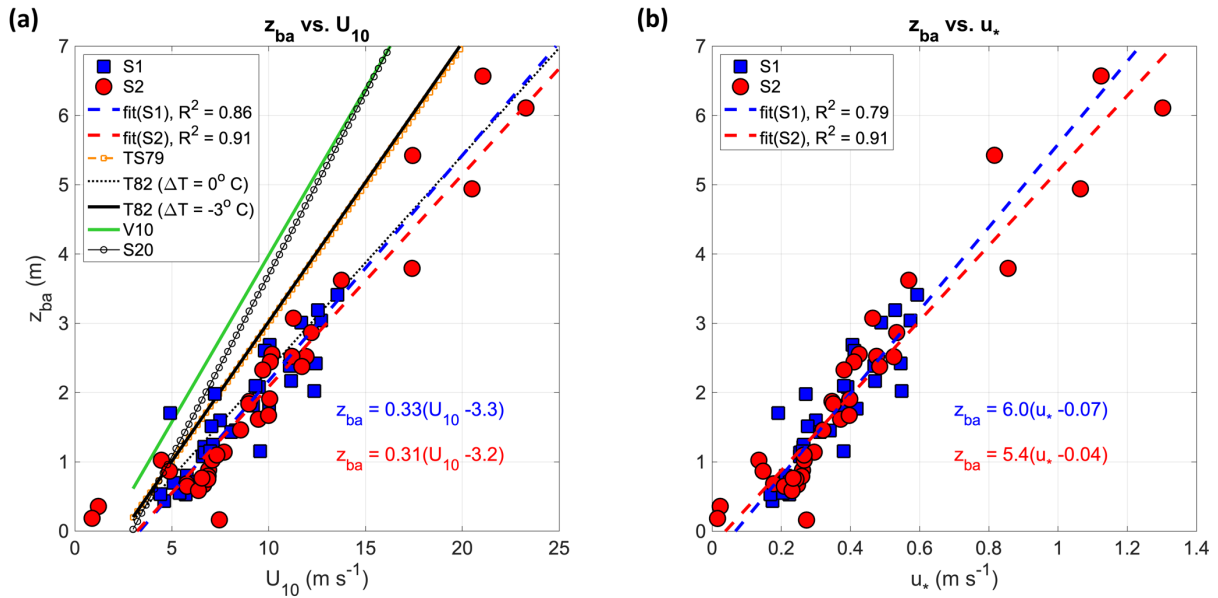 (a)
z_ba vs. U_10
7
6
5
4
3
2
1
0
z_ba (m)
S1
S2
fit(S1), R² = 0.86
fit(S2), R² = 0.91
TS79
T82 (ΔT = 0° C)
T82 (ΔT = -3° C)
V10
S20
z_ba = 0.33(U_10 -3.3)
z_ba = 0.31(U_10 -3.2)
0 5 10 15 20 25
U_10 (m s⁻¹)
(b)
z_ba vs. u_*
7
6
5
4
3
2
1
0
S1
S2
fit(S1), R² = 0.79
fit(S2), R² = 0.91
z_ba = 6.0(u_* -0.07)
z_ba = 5.4(u_* -0.04)
0 0.2 0.4 0.6 0.8 1 1.2 1.4
u_* (m s⁻¹)